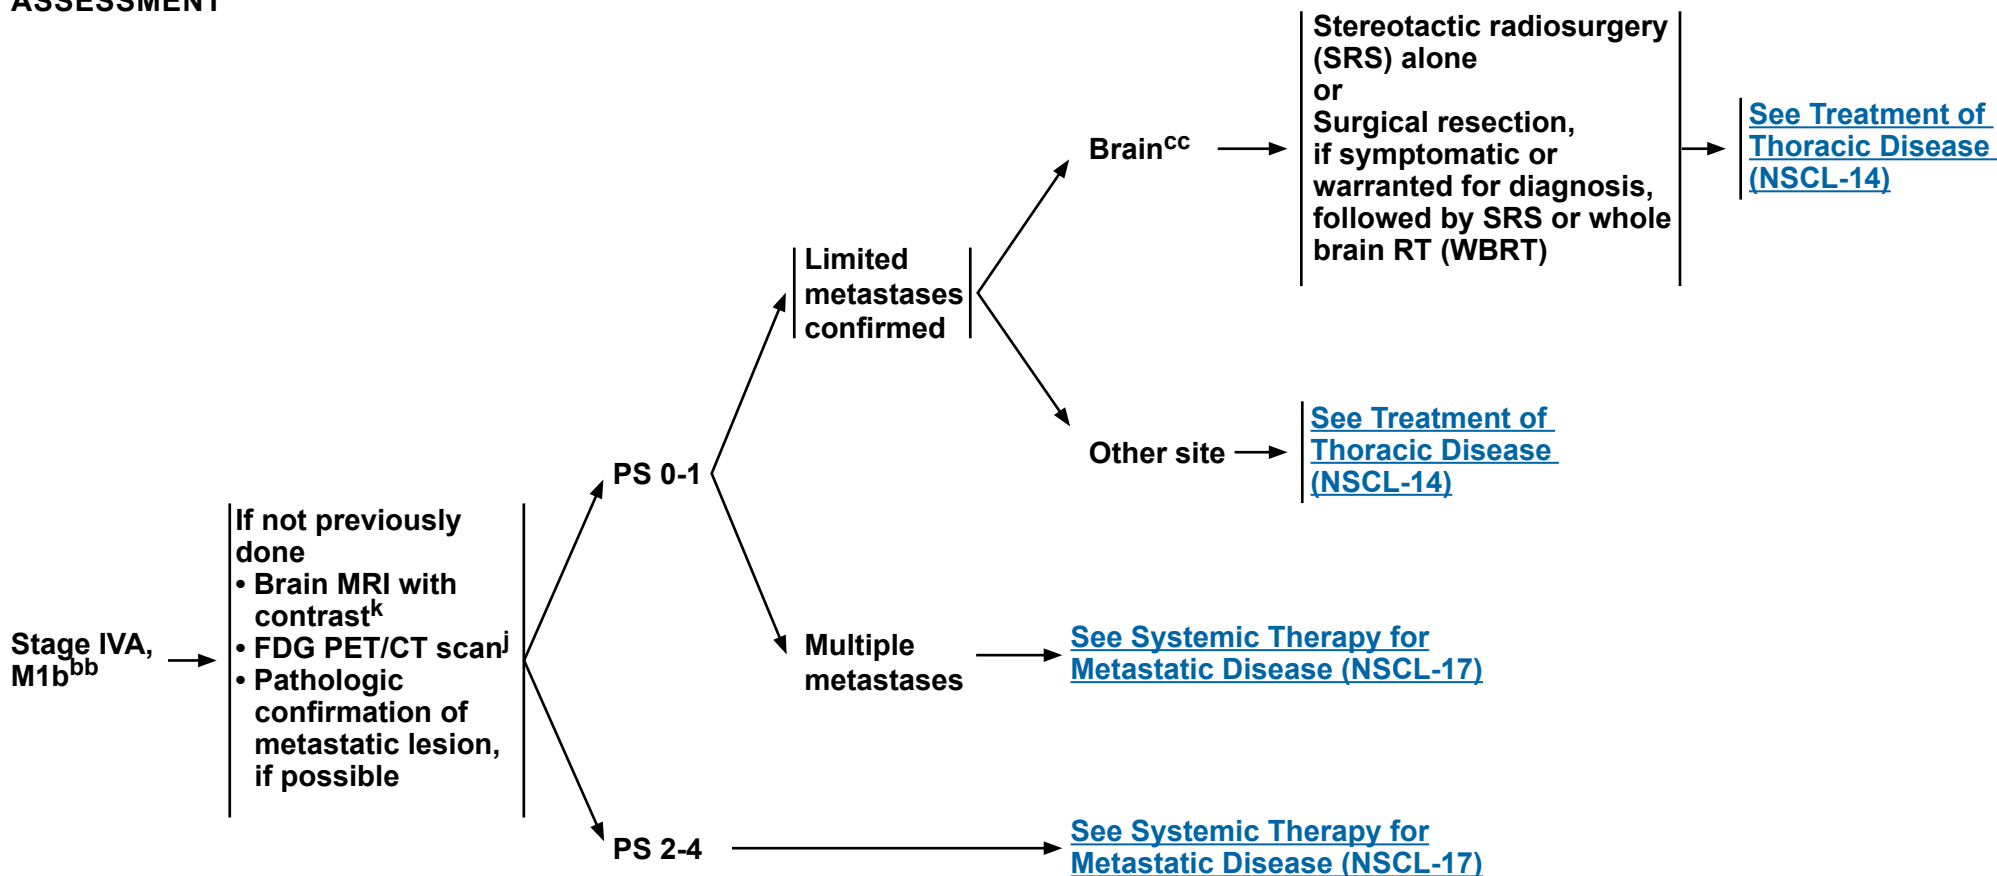 ASSESSMENT
Stage IVA,
M1bbb
If not previously
done
• Brain MRI with
contrastk
• FDG PET/CT scanj
• Pathologic
confirmation of
metastatic lesion,
if possible
PS 0-1
Limited
metastases
confirmed
Braincc
Stereotactic radiosurgery
(SRS) alone
or
Surgical resection,
if symptomatic or
warranted for diagnosis,
followed by SRS or whole
brain RT (WBRT)
See Treatment of
Thoracic Disease
(NSCL-14)
Other site
See Treatment of
Thoracic Disease
(NSCL-14)
Multiple
metastases
See Systemic Therapy for
Metastatic Disease (NSCL-17)
PS 2-4
See Systemic Therapy for
Metastatic Disease (NSCL-17)